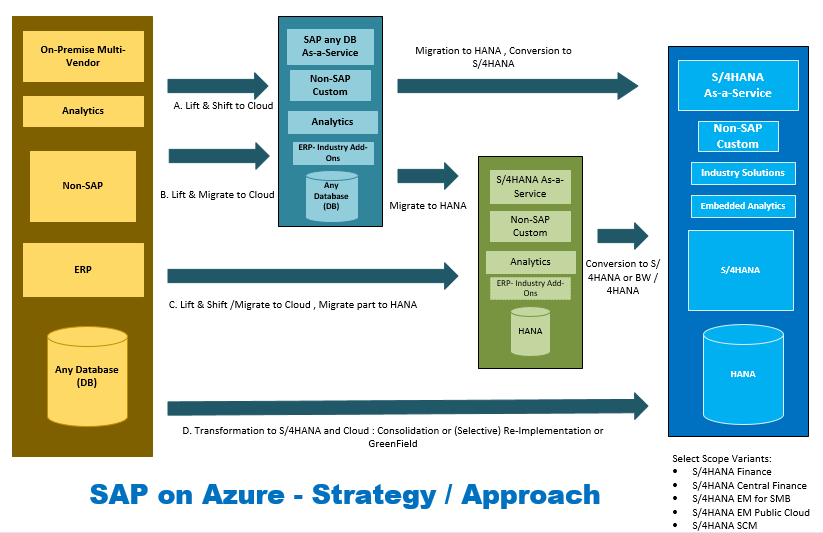 On-Premise Multi-
Vendor
Analytics
Non-SAP
ERP
Any Database
(DB)
A. Lift & Shift to Cloud
B. Lift & Migrate to Cloud
SAP any DB
As-a-Service
Non-SAP
Custom
Analytics
ERP- Industry Add-
Ons
Any
Database
(DB)
Migration to HANA , Conversion to
S/4HANA
Migrate to HANA
C. Lift & Shift /Migrate to Cloud , Migrate part to HANA
S/4HANA As-a-
Service
Non-SAP
Custom
Analytics
ERP- Industry Add-
Ons
HANA
Conversion to S/
4HANA or BW /
4HANA
S/4HANA
As-a-Service
Non-SAP
Custom
Industry Solutions
Embedded Analytics
S/4HANA
HANA
D. Transformation to S/4HANA and Cloud : Consolidation or (Selective) Re-Implementation or
GreenField
SAP on Azure - Strategy / Approach
Select Scope Variants:
• S/4HANA Finance
• S/4HANA Central Finance
• S/4HANA EM for SMB
• S/4HANA EM Public Cloud
• S/4HANA SCM